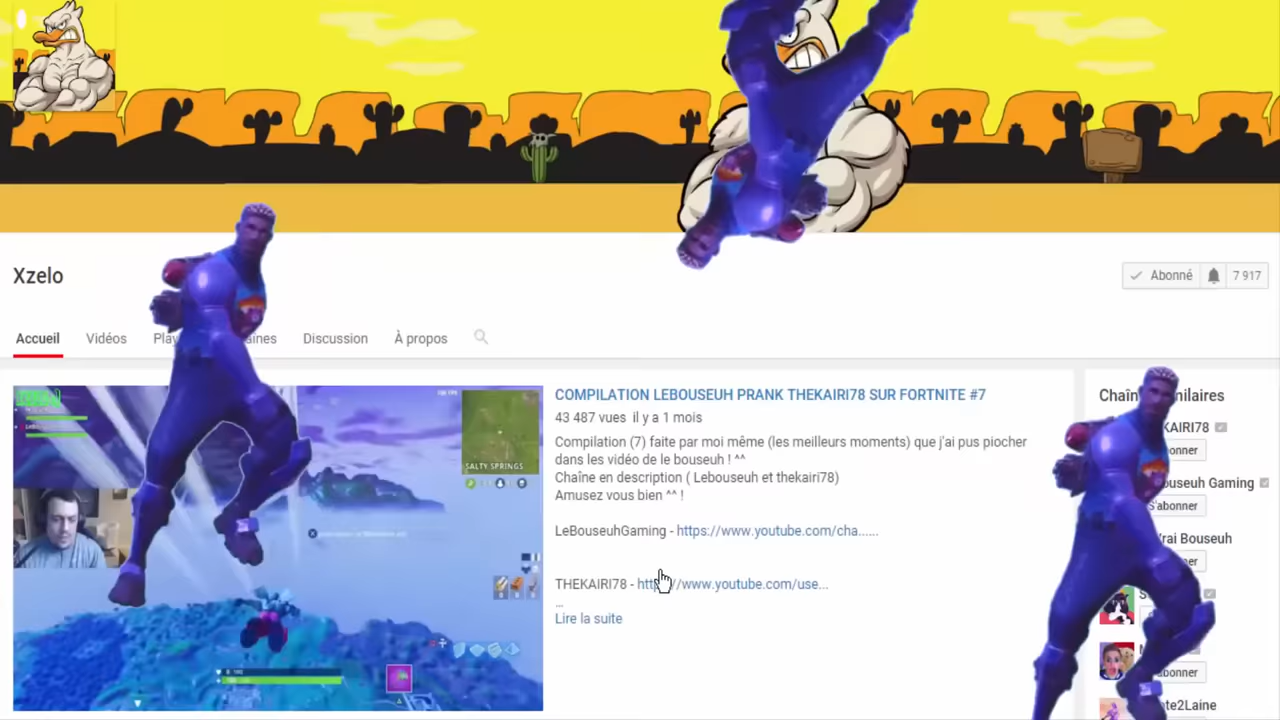 Xzelo
Abonné 7 917
Accueil Vidéos Discussion À propos
SALTY SPRINGS
COMPILATION LEBOUSEUH PRANK THEKAIRI78 SUR FORTNITE #7
43 487 vues il y a 1 mois
Compilation (7) faite par moi même (les meilleurs moments) que j'ai pus piocher
dans les vidéo de le bouseuh ! ^^
Chaîne en description ( Lebouseuh et thekairi78)
Amusez vous bien ^^ !
LeBouseuhGaming - https://www.youtube.com/cha......
THEKAIRI78 - http://www.youtube.com/use...
...
Lire la suite
KAIRI78
Gaming
S'abonner
Bouseuh